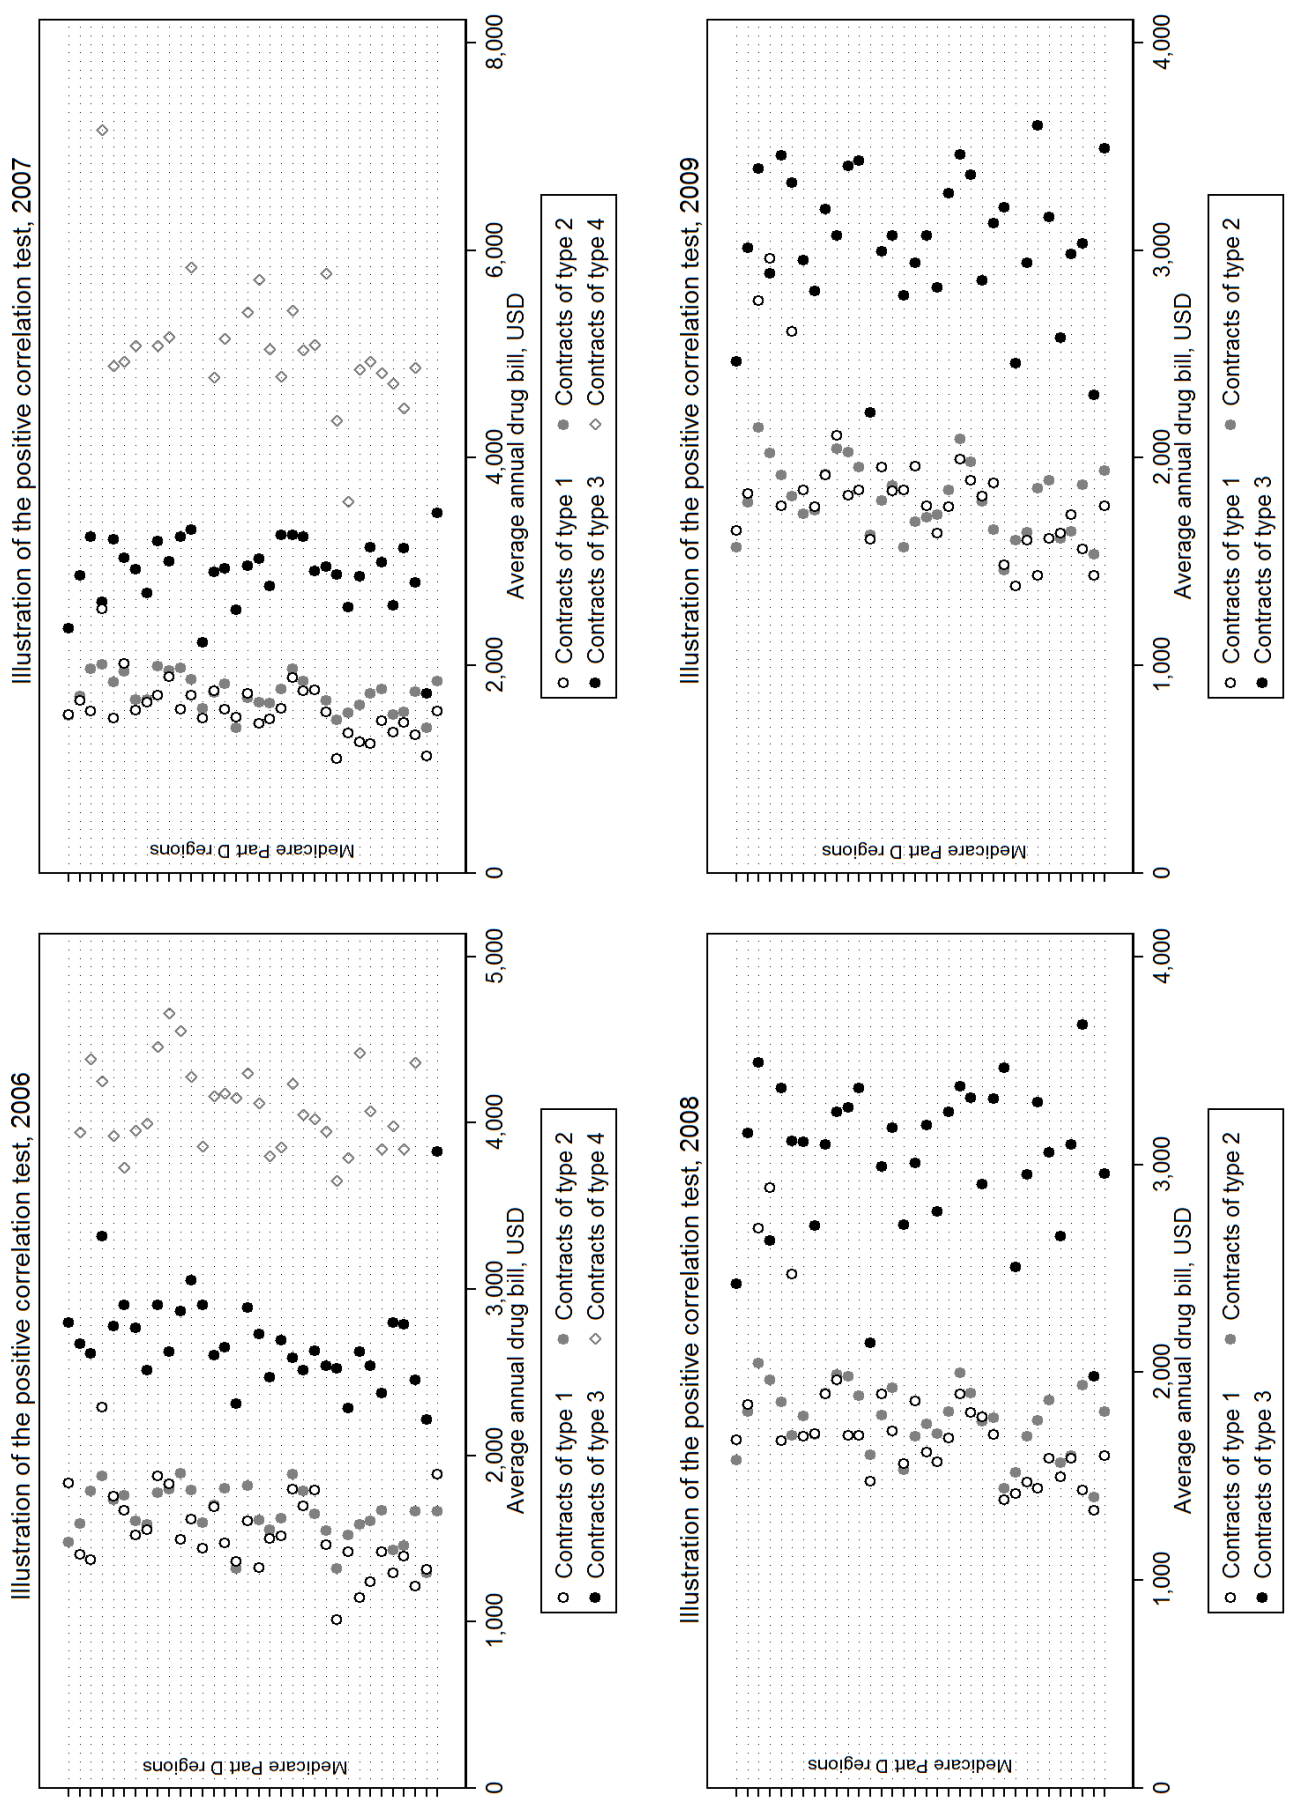 Illustration of the positive correlation test, 2006
Medicare Part D regions
0 1,000 2,000 3,000 4,000 5,000
Average annual drug bill, USD
Contracts of type 1 Contracts of type 2
Contracts of type 3 Contracts of type 4
Illustration of the positive correlation test, 2007
Medicare Part D regions
0 2,000 4,000 6,000 8,000
Average annual drug bill, USD
Contracts of type 1 Contracts of type 2
Contracts of type 3 Contracts of type 4
Illustration of the positive correlation test, 2008
Medicare Part D regions
0 1,000 2,000 3,000 4,000
Average annual drug bill, USD
Contracts of type 1 Contracts of type 2
Contracts of type 3
Illustration of the positive correlation test, 2009
Medicare Part D regions
0 1,000 2,000 3,000 4,000
Average annual drug bill, USD
Contracts of type 1 Contracts of type 2
Contracts of type 3